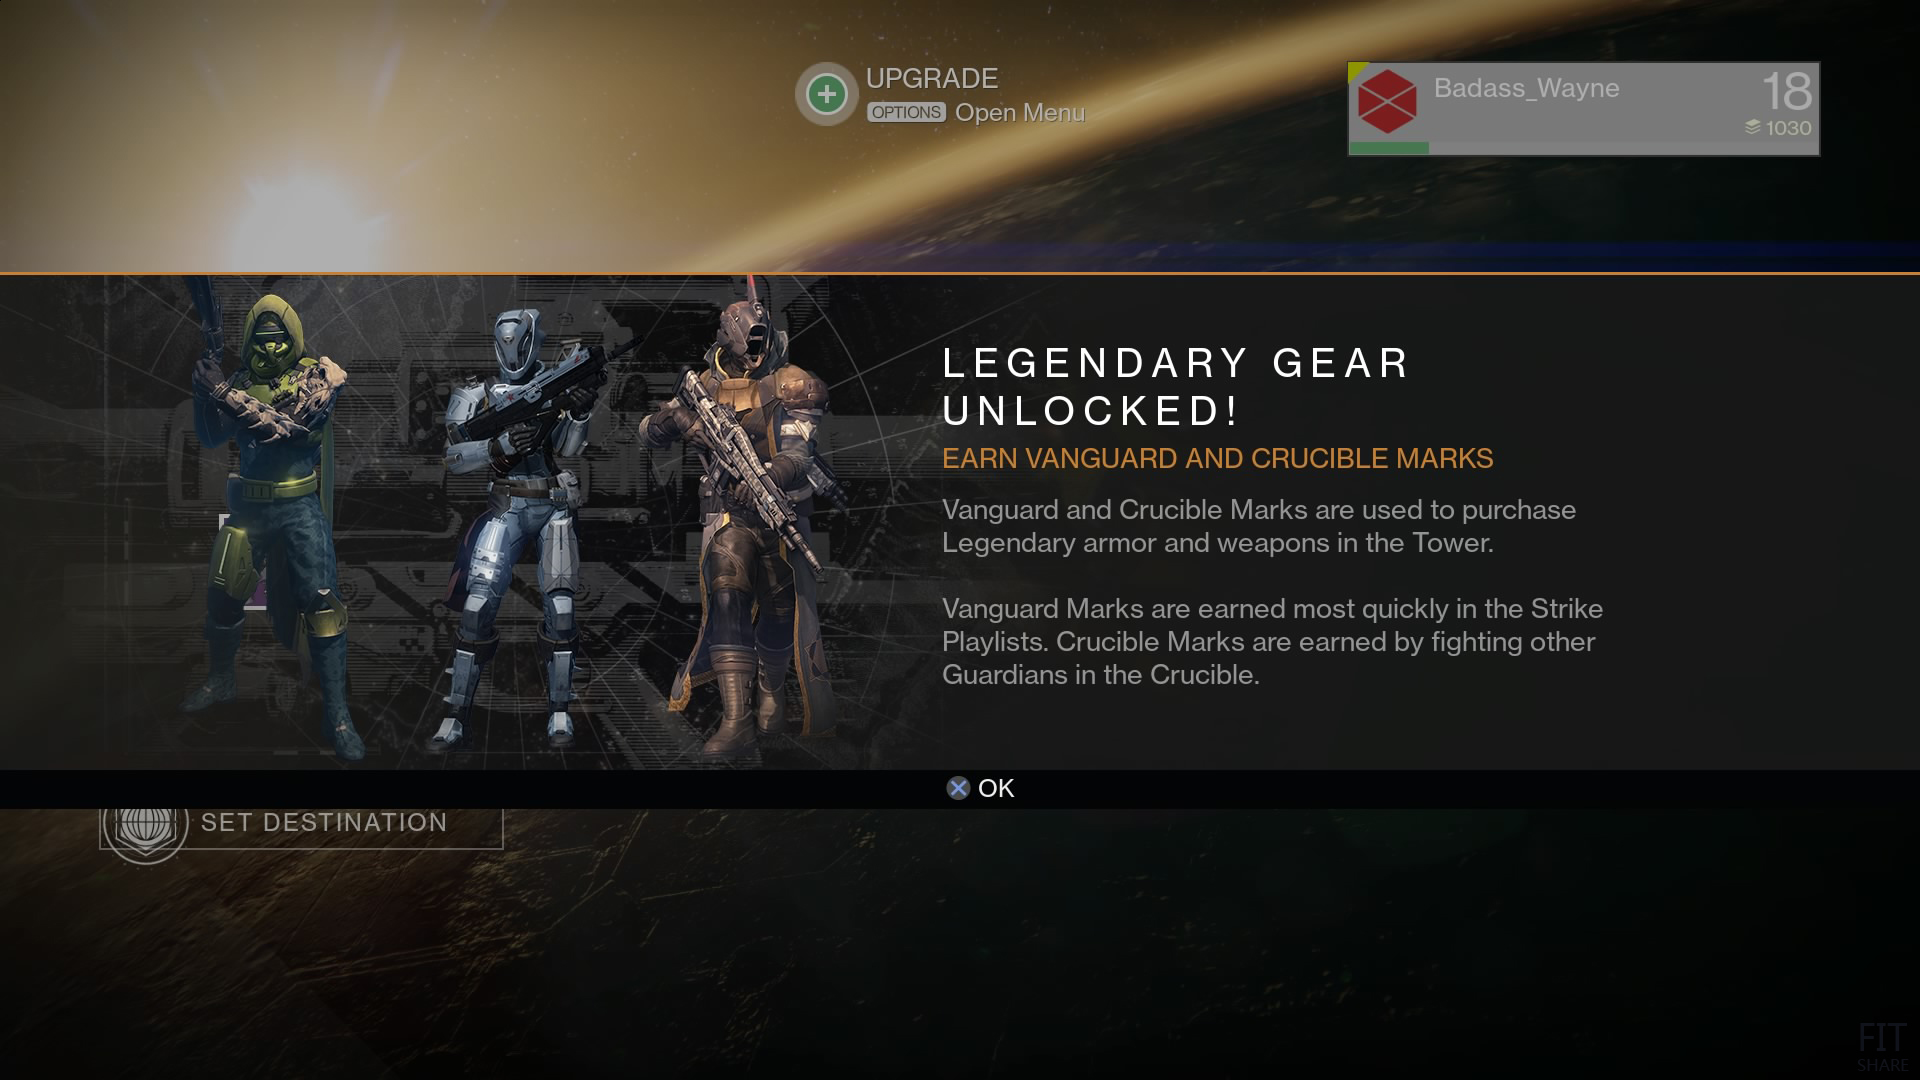 UPGRADE
OPTIONS Open Menu
Badass_Wayne
18
1030
LEGENDARY GEAR
UNLOCKED!
EARN VANGUARD AND CRUCIBLE MARKS
Vanguard and Crucible Marks are used to purchase
Legendary armor and weapons in the Tower.
Vanguard Marks are earned most quickly in the Strike
Playlists. Crucible Marks are earned by fighting other
Guardians in the Crucible.
OK
SET DESTINATION
FIT
SHARE